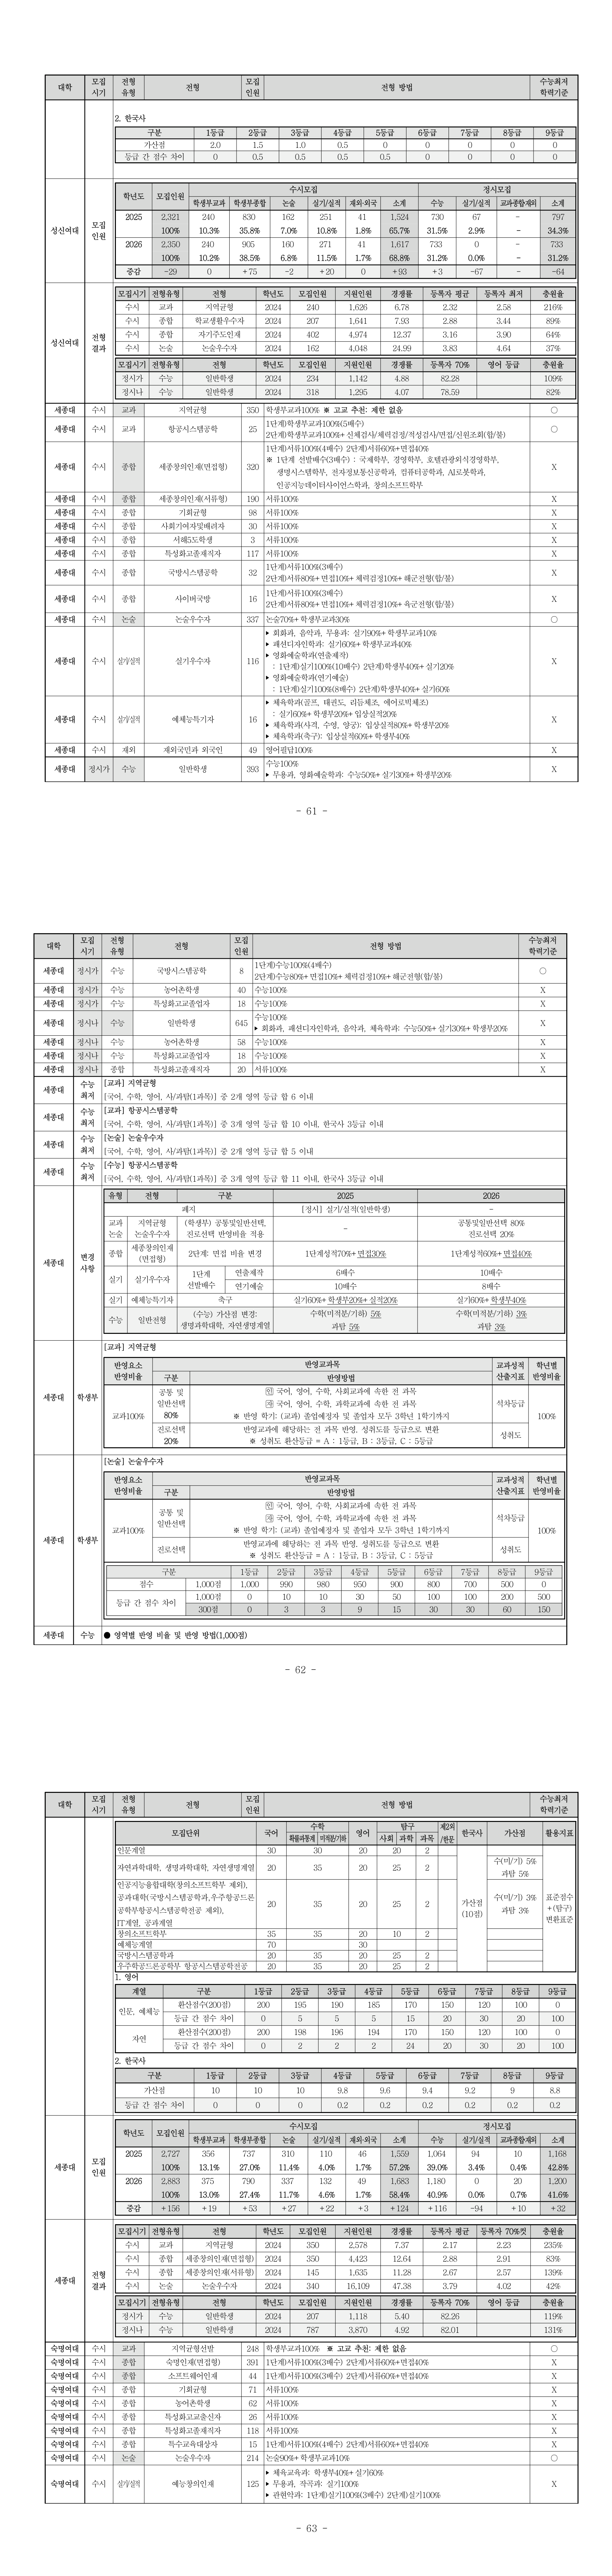 대학 모집시기 전형유형 전형 모집인원 전형 방법 수능최저학력기준
2. 한국사
구분 1등급 2등급 3등급 4등급 5등급 6등급 7등급 8등급 9등급
가산점 2.0 1.5 1.0 0.5 0 0 0 0 0
등급 간 점수 차이 0 0.5 0.5 0.5 0.5 0 0 0 0
성신여대 모집인원
학년도 모집인원 수시모집 정시모집
학생부교과 학생부종합 논술 실기/실적 재외·외국 소계 수능 실기/실적 교과종합재외 소계
2025 2,321 240 830 162 251 41 1,524 730 67 - 797
100% 10.3% 35.8% 7.0% 10.8% 1.8% 65.7% 31.5% 2.9% - 34.3%
2026 2,350 240 905 160 271 41 1,617 733 0 - 733
100% 10.2% 38.5% 6.8% 11.5% 1.7% 68.8% 31.2% 0.0% - 31.2%
증감 -29 0 +75 -2 +20 0 +93 +3 -67 - -64
성신여대 전형결과
모집시기 전형유형 전형 학년도 모집인원 지원인원 경쟁률 등록자 평균 등록자 최저 충원율
수시 교과 지역균형 2024 240 1,626 6.78 2.32 2.58 216%
수시 종합 학교생활우수자 2024 207 1,641 7.93 2.88 3.44 89%
수시 종합 자기주도인재 2024 402 4,974 12.37 3.16 3.90 64%
수시 논술 논술우수자 2024 162 4,048 24.99 3.83 4.64 37%
모집시기 전형유형 전형 학년도 모집인원 지원인원 경쟁률 등록자 70% 영어 등급 충원율
정시가 수능 일반학생 2024 234 1,142 4.88 82.28 109%
정시나 수능 일반학생 2024 318 1,295 4.07 78.59 82%
세종대 수시 교과 지역균형 350 학생부교과100% ※ 고교 추천: 제한 없음 ○
세종대 수시 교과 항공시스템공학 25 1단계)학생부교과100%(5배수)
2단계)학생부교과100%+신체검사/체력검정/적성검사/면접/신원조회(합/불) ○
세종대 수시 종합 세종창의인재(면접형) 320 1단계)서류100%(4배수) 2단계)서류60%+면접40%
※ 1단계 선발배수(3배수) : 국제학부, 경영학부, 호텔관광외식경영학부,
생명시스템학부, 전자정보통신공학과, 컴퓨터공학과, AI로봇학과,
인공지능데이터사이언스학과, 창의소프트학부 X
세종대 수시 종합 세종창의인재(서류형) 190 서류100% X
세종대 수시 종합 기회균형 98 서류100% X
세종대 수시 종합 사회기여자및배려자 30 서류100% X
세종대 수시 종합 서해5도학생 3 서류100% X
세종대 수시 종합 특성화고졸재직자 117 서류100% X
세종대 수시 종합 국방시스템공학 32 1단계)서류100%(3배수)
2단계)서류80%+면접10%+체력검정10%+해군전형(합/불) X
세종대 수시 종합 사이버국방 16 1단계)서류100%(3배수)
2단계)서류80%+면접10%+체력검정10%+육군전형(합/불) X
세종대 수시 논술 논술우수자 337 논술70%+학생부교과30% ○
세종대 수시 실기/실적 실기우수자 116 ▶ 회화과, 음악과, 무용과: 실기90%+학생부교과10%
▶ 패션디자인학과: 실기60%+학생부교과40%
▶ 영화예술학과(연출제작)
: 1단계)실기100%(10배수) 2단계)학생부40%+실기20%
▶ 영화예술학과(연기예술)
: 1단계)실기100%(8배수) 2단계)학생부40%+실기60% X
세종대 수시 실기/실적 예체능특기자 16 ▶ 체육학과(골프, 태권도, 리듬체조, 에어로빅체조)
: 실기60%+학생부20%+입상실적20%
▶ 체육학과(사격, 수영, 양궁): 입상실적80%+학생부20%
▶ 체육학과(축구): 입상실적60%+학생부40% X
세종대 수시 재외 재외국민과 외국인 49 영어필답100% X
세종대 정시가 수능 일반학생 393 수능100%
▶ 무용과, 영화예술학과: 수능50%+실기30%+학생부20% X
- 61 -
대학 모집시기 전형유형 전형 모집인원 전형 방법 수능최저학력기준
세종대 정시가 수능 국방시스템공학 8 1단계)수능100%(4배수)
2단계)수능80%+면접10%+체력검정10%+해군전형(합/불) ○
세종대 정시가 수능 농어촌학생 40 수능100% X
세종대 정시가 수능 특성화고교졸업자 18 수능100% X
세종대 정시나 수능 일반학생 645 수능100%
▶ 회화과, 패션디자인학과, 음악과, 체육학과: 수능50%+실기30%+학생부20% X
세종대 정시나 수능 농어촌학생 58 수능100% X
세종대 정시나 수능 특성화고교졸업자 18 수능100% X
세종대 정시나 종합 특성화고졸재직자 20 서류100% X
세종대 수능최저 [교과] 지역균형
[국어, 수학, 영어, 사/과탐(1과목)] 중 2개 영역 등급 합 6 이내
세종대 수능최저 [교과] 항공시스템공학
[국어, 수학, 영어, 사/과탐(1과목)] 중 3개 영역 등급 합 10 이내, 한국사 3등급 이내
세종대 수능최저 [논술] 논술우수자
[국어, 수학, 영어, 사/과탐(1과목)] 중 2개 영역 등급 합 5 이내
세종대 수능최저 [수능] 항공시스템공학
[국어, 수학, 영어, 사/과탐(1과목)] 중 3개 영역 등급 합 11 이내, 한국사 3등급 이내
세종대 변경사항
유형 전형 구분 2025 2026
폐지 [정시] 실기/실적(일반학생) -
교과 논술 지역균형 논술우수자 (학생부) 공통및일반선택, 진로선택 반영비율 적용 - 공통및일반선택 80% 진로선택 20%
종합 세종창의인재(면접형) 2단계: 면접 비율 변경 1단계성적70%+면접30% 1단계성적60%+면접40%
실기 실기우수자 1단계 선발배수 연출제작 6배수 10배수
연기예술 10배수 8배수
실기 예체능특기자 축구 실기60%+학생부20%+실적20% 실기60%+학생부40%
수능 일반전형 (수능) 가산점 변경: 생명과학대학, 자연생명계열 수학(미적분/기하) 5% 과탐 5% 수학(미적분/기하) 3% 과탐 3%
세종대 학생부
[교과] 지역균형
반영요소 반영비율 반영교과목 교과성적 산출지표 학년별 반영비율
구분 반영방법
교과100% 공통 및 일반선택 80% ㉑ 국어, 영어, 수학, 사회교과에 속한 전 과목
국어, 영어, 수학, 과학교과에 속한 전 과목
※ 반영 학기: (교과) 졸업예정자 및 졸업자 모두 3학년 1학기까지 석차등급 100%
진로선택 20% 반영교과에 해당하는 전 과목 반영. 성취도를 등급으로 변환
※ 성취도 환산등급 = A : 1등급, B : 3등급, C : 5등급 성취도
세종대 학생부
[논술] 논술우수자
반영요소 반영비율 반영교과목 교과성적 산출지표 학년별 반영비율
구분 반영방법
교과100% 공통 및 일반선택 국어, 영어, 수학, 사회교과에 속한 전 과목
국어, 영어, 수학, 과학교과에 속한 전 과목
※ 반영 학기: (교과) 졸업예정자 및 졸업자 모두 3학년 1학기까지 석차등급 100%
진로선택 반영교과에 해당하는 전 과목 반영. 성취도를 등급으로 변환
※ 성취도 환산등급 = A : 1등급, B : 3등급, C : 5등급 성취도
구분 1등급 2등급 3등급 4등급 5등급 6등급 7등급 8등급 9등급
점수 1,000점 1,000 990 980 950 900 800 700 500 0
등급 간 점수 차이 1,000점 0 10 10 30 50 100 100 200 500
300점 0 3 3 9 15 30 30 60 150
세종대 수능 ● 영역별 반영 비율 및 반영 방법(1,000점)
- 62 -
대학 모집시기 전형유형 전형 모집인원 전형 방법 수능최저학력기준
모집단위 국어 수학 영어 탐구 제2외/한문 한국사 가산점 활용지표
확률과통계 미적분/기하 사회 과학 과목
인문계열 30 30 20 20 2
자연과학대학, 생명과학대학, 자연생명계열 20 35 20 25 2 수(미/기) 5% 과탐 5%
인공지능융합대학(창의소프트학부 제외),
공과대학(국방시스템공학과,우주항공드론
공학부항공시스템공학전공 제외),
IT계열, 공과계열 20 35 20 25 2 가산점(10점) 수(미/기) 3% 과탐 3% 표준점수+(탐구)변환표준
창의소프트학부 35 35 20 10 2
예체능계열 70 30
국방시스템공학과 20 35 20 25 2
우주학공드론공학부 항공시스템공학전공 20 35 20 25 2
1. 영어
계열 구분 1등급 2등급 3등급 4등급 5등급 6등급 7등급 8등급 9등급
인문, 예체능 환산점수(200점) 200 195 190 185 170 150 120 100 0
등급 간 점수 차이 0 5 5 5 15 20 30 20 100
자연 환산점수(200점) 200 198 196 194 170 150 120 100 0
등급 간 점수 차이 0 2 2 2 24 20 30 20 100
2. 한국사
구분 1등급 2등급 3등급 4등급 5등급 6등급 7등급 8등급 9등급
가산점 10 10 10 9.8 9.6 9.4 9.2 9 8.8
등급 간 점수 차이 0 0 0 0.2 0.2 0.2 0.2 0.2 0.2
세종대 모집인원
학년도 모집인원 수시모집 정시모집
학생부교과 학생부종합 논술 실기/실적 재외·외국 소계 수능 실기/실적 교과종합재외 소계
2025 2,727 356 737 310 110 46 1,559 1,064 94 10 1,168
100% 13.1% 27.0% 11.4% 4.0% 1.7% 57.2% 39.0% 3.4% 0.4% 42.8%
2026 2,883 375 790 337 132 49 1,683 1,180 0 20 1,200
100% 13.0% 27.4% 11.7% 4.6% 1.7% 58.4% 40.9% 0.0% 0.7% 41.6%
증감 +156 +19 +53 +27 +22 +3 +124 +116 -94 +10 +32
세종대 전형결과
모집시기 전형유형 전형 학년도 모집인원 지원인원 경쟁률 등록자 평균 등록자 70%컷 충원율
수시 교과 지역균형 2024 350 2,578 7.37 2.17 2.23 235%
수시 종합 세종창의인재(면접형) 2024 350 4,423 12.64 2.88 2.91 83%
수시 종합 세종창의인재(서류형) 2024 145 1,635 11.28 2.67 2.57 139%
수시 논술 논술우수자 2024 340 16,109 47.38 3.79 4.02 42%
모집시기 전형유형 전형 학년도 모집인원 지원인원 경쟁률 등록자 70% 영어 등급 충원율
정시가 수능 일반학생 2024 207 1,118 5.40 82.26 119%
정시나 수능 일반학생 2024 787 3,870 4.92 82.01 131%
숙명여대 수시 교과 지역균형선발 248 학생부교과100% ※ 고교 추천: 제한 없음 ○
숙명여대 수시 종합 숙명인재(면접형) 391 1단계)서류100%(3배수) 2단계)서류60%+면접40% X
숙명여대 수시 종합 소프트웨어인재 44 1단계)서류100%(3배수) 2단계)서류60%+면접40% X
숙명여대 수시 종합 기회균형 71 서류100% X
숙명여대 수시 종합 농어촌학생 62 서류100% X
숙명여대 수시 종합 특성화고교출신자 26 서류100% X
숙명여대 수시 종합 특성화고졸재직자 118 서류100% X
숙명여대 수시 종합 특수교육대상자 15 1단계)서류100%(4배수) 2단계)서류60%+면접40% X
숙명여대 수시 논술 논술우수자 214 논술90%+학생부교과10% ○
숙명여대 수시 실기/실적 예능창의인재 125 ▶ 체육교육과: 학생부40%+실기60%
▶ 무용과, 작곡과: 실기100%
▶ 관현악과: 1단계)실기100%(3배수) 2단계)실기100% X
- 63 -